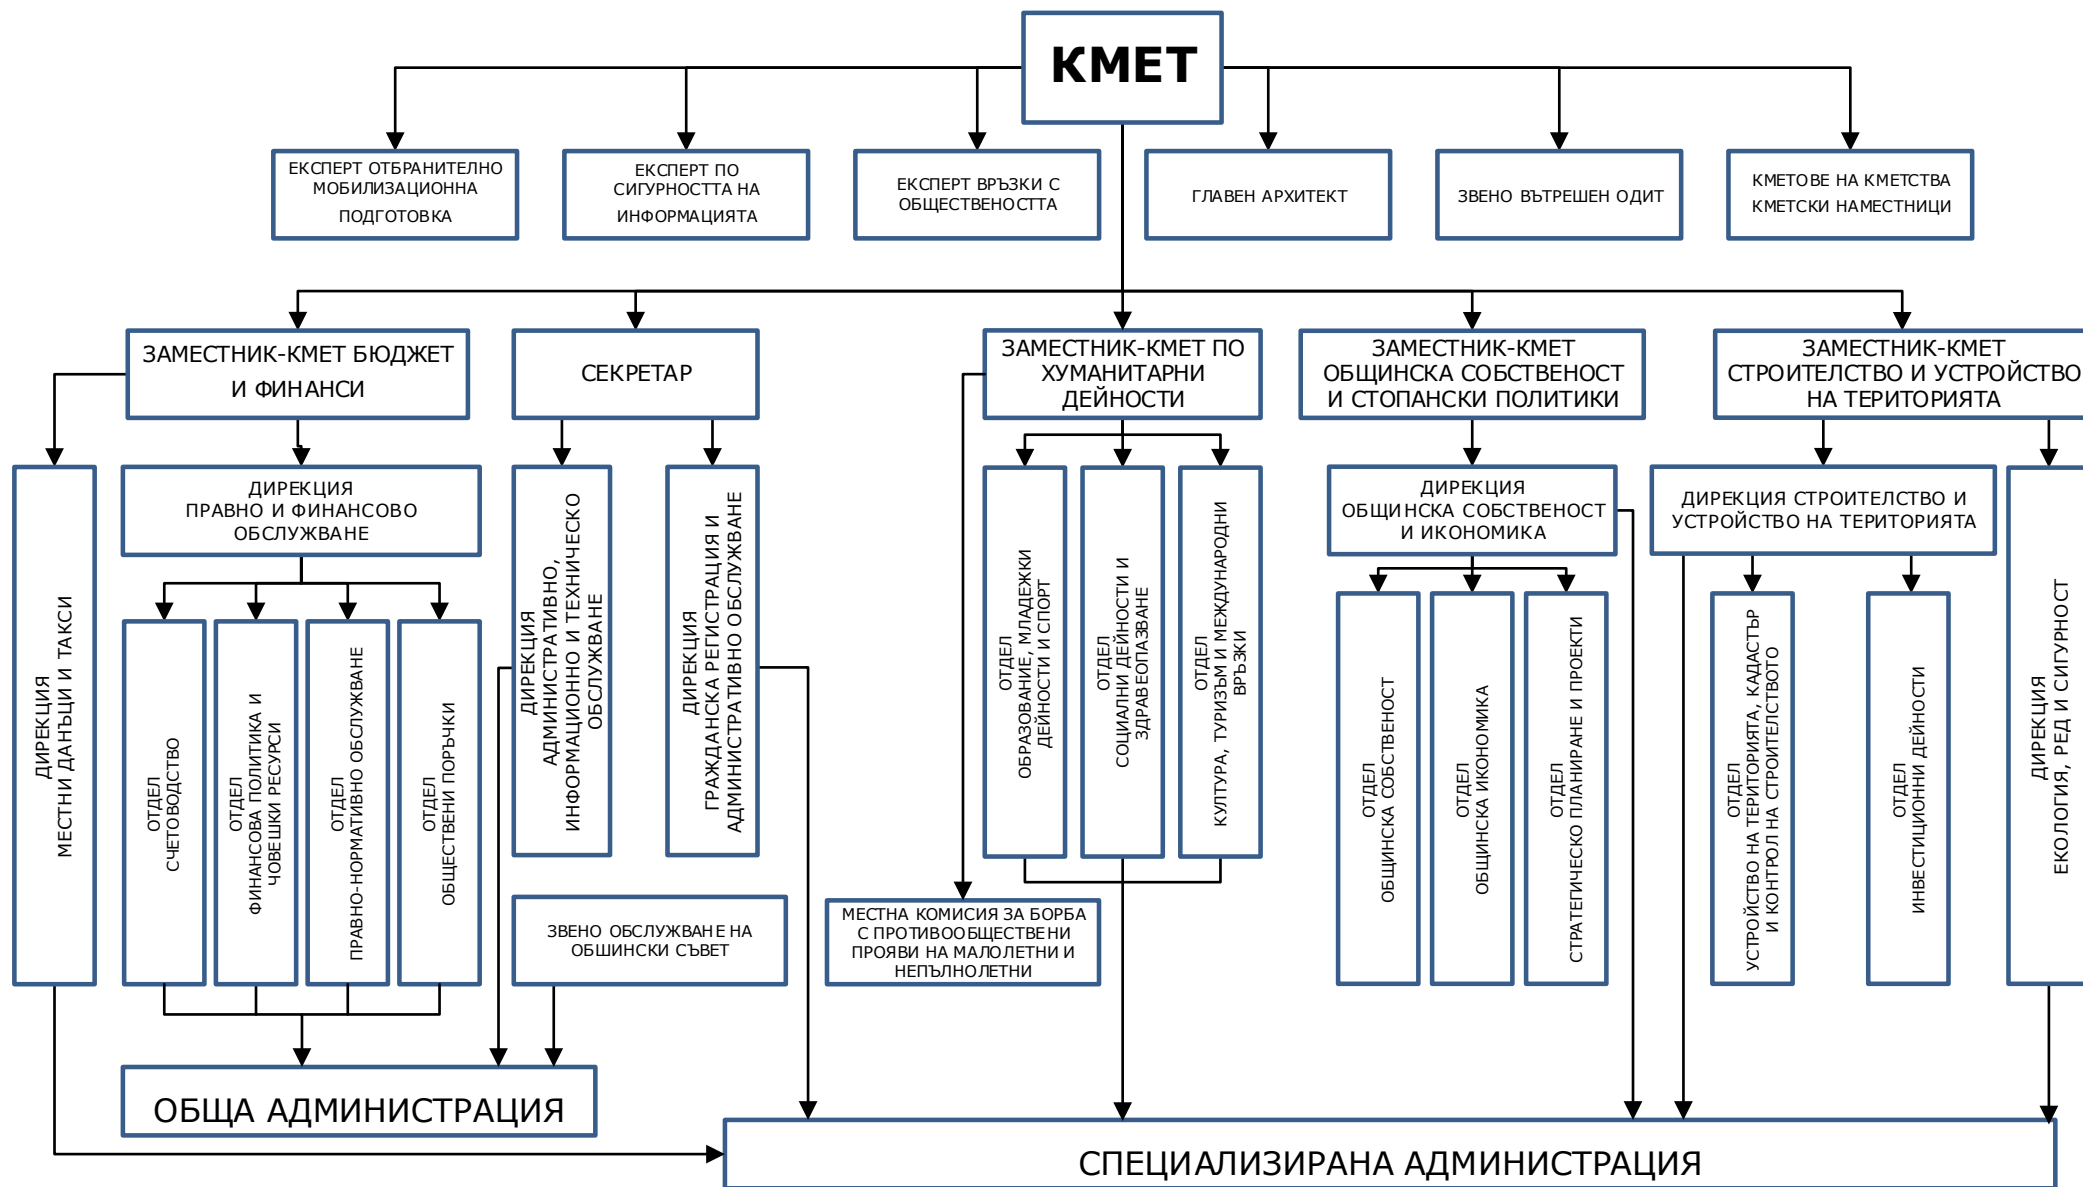 КМЕТ
ЕКСПЕРТ ОТБРАНИТЕЛНО
МОБИЛИЗАЦИОННА
ПОДГОТОВКА
ЕКСПЕРТ ПО
СИГУРНОСТТА НА
ИНФОРМАЦИЯТА
ЕКСПЕРТ ВРЪЗКИ С
ОБЩЕСТВЕНОСТТА
ГЛАВЕН АРХИТЕКТ
ЗВЕНО ВЪТРЕШЕН ОДИТ
КМЕТОВЕ НА КМЕТСТВА
КМЕТСКИ НАМЕСТНИЦИ
ЗАМЕСТНИК-КМЕТ БЮДЖЕТ
И ФИНАНСИ
СЕКРЕТАР
ЗАМЕСТНИК-КМЕТ ПО
ХУМАНИТАРНИ
ДЕЙНОСТИ
ЗАМЕСТНИК-КМЕТ
ОБЩИНСКА СОБСТВЕНОСТ
И СТОПАНСКИ ПОЛИТИКИ
ЗАМЕСТНИК-КМЕТ
СТРОИТЕЛСТВО И УСТРОЙСТВО
НА ТЕРИТОРИЯТА
ДИРЕКЦИЯ
МЕСТНИ ДАНЪЦИ И ТАКСИ
ДИРЕКЦИЯ
ПРАВНО И ФИНАНСОВО
ОБСЛУЖВАНЕ
ДИРЕКЦИЯ
АДМИНИСТРАТИВНО,
ИНФОРМАЦИОННО И ТЕХНИЧЕСКО
ОБСЛУЖВАНЕ
ДИРЕКЦИЯ
ГРАЖДАНСКА РЕГИСТРАЦИЯ И
АДМИНИСТРАТИВНО ОБСЛУЖВАНЕ
ОТДЕЛ
ОБРАЗОВАНИЕ, МЛАДЕЖКИ
ДЕЙНОСТИ И СПОРТ
ОТДЕЛ
СОЦИАЛНИ ДЕЙНОСТИ И
ЗДРАВЕОПАЗВАНЕ
ОТДЕЛ
КУЛТУРА, ТУРИЗЪМ И МЕЖДУНАРОДНИ
ВРЪЗКИ
ДИРЕКЦИЯ
ОБЩИНСКА СОБСТВЕНОСТ
И ИКОНОМИКА
ДИРЕКЦИЯ СТРОИТЕЛСТВО И
УСТРОЙСТВО НА ТЕРИТОРИЯТА
ДИРЕКЦИЯ
ЕКОЛОГИЯ, РЕД И СИГУРНОСТ
ОТДЕЛ
СЧЕТОВОДСТВО
ОТДЕЛ
ФИНАНСОВА ПОЛИТИКА И
ЧОВЕШКИ РЕСУРСИ
ОТДЕЛ
ПРАВНО-НОРМАТИВНО ОБСЛУЖВАНЕ
ОТДЕЛ
ОБЩЕСТВЕНИ ПОРЪЧКИ
ОТДЕЛ
ОБЩИНСКА СОБСТВЕНОСТ
ОТДЕЛ
ОБЩИНСКА ИКОНОМИКА
ОТДЕЛ
СТРАТЕГИЧЕСКО ПЛАНИРАНЕ И ПРОЕКТИ
ОТДЕЛ
УСТРОЙСТВО НА ТЕРИТОРИЯТА, КАДАСТЪР
И КОНТРОЛ НА СТРОИТЕЛСТВОТО
ОТДЕЛ
ИНВЕСТИЦИОННИ ДЕЙНОСТИ
ЗВЕНО ОБСЛУЖВАНЕ НА
ОБШИНСКИ СЪВЕТ
МЕСТНА КОМИСИЯ ЗА БОРБА
С ПРОТИВООБЩЕСТВЕНИ
ПРОЯВИ НА МАЛОЛЕТНИ И
НЕПЪЛНОЛЕТНИ
ОБЩА АДМИНИСТРАЦИЯ
СПЕЦИАЛИЗИРАНА АДМИНИСТРАЦИЯ